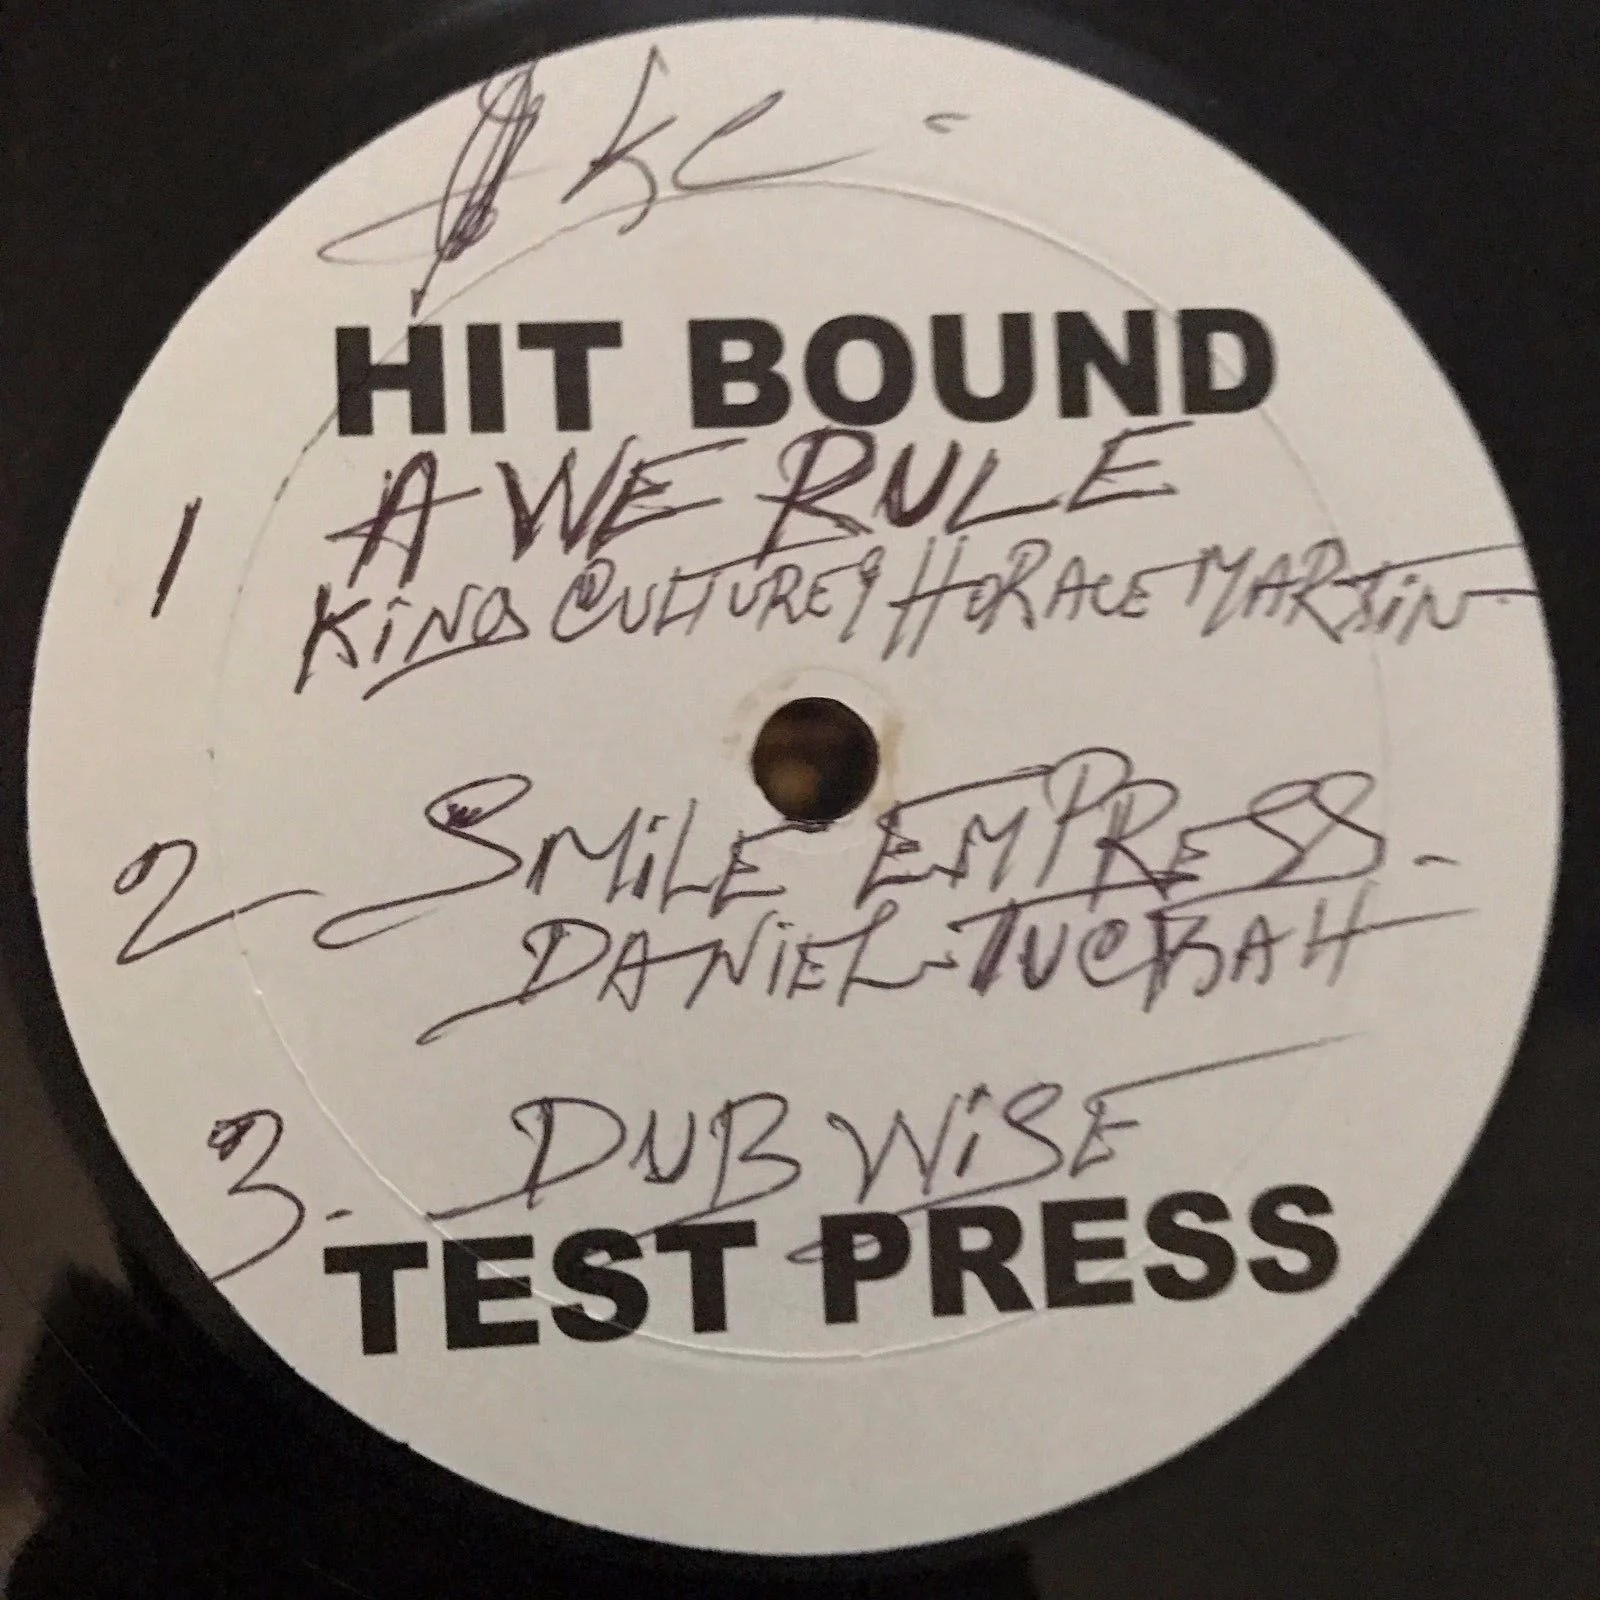 KC -
HIT BOUND
1 A WE RULE
KING CULTURE & HORACE MARTIN -
2 - SMiLE EMPRESS -
DANiEL - TUCKAH
3. DUB WiSE
TEST PRESS